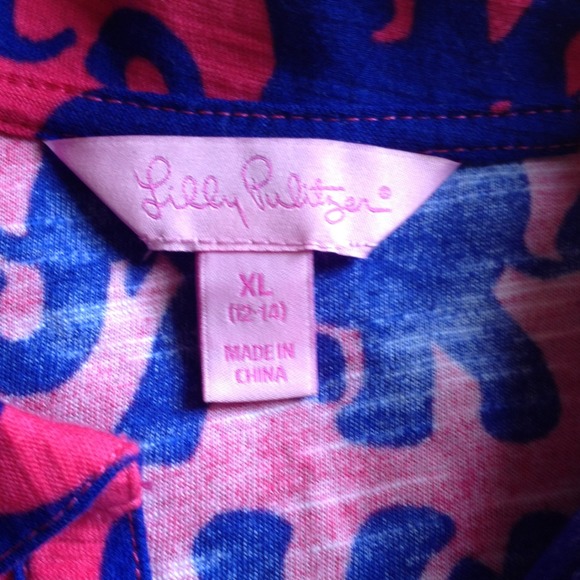 Lilly Pulitzer®
XL
(12-14)
MADE IN
CHINA